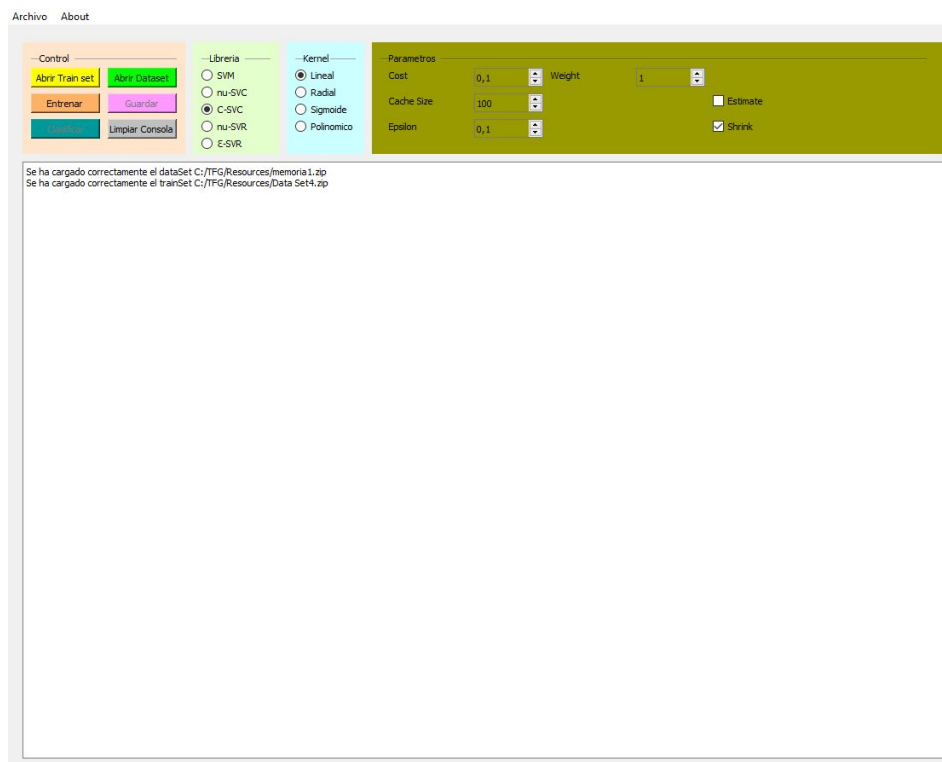 Archivo About
Control
Abrir Train set Abrir Dataset
Entrenar Guardar
Clasificar Limpiar Consola
Libreria
SVM
nu-SVC
C-SVC
nu-SVR
E-SVR
Kernel
Lineal
Radial
Sigmoide
Polinomico
Parametros
Cost 0,1 Weight 1
Cache Size 100 Estimate
Epsilon 0,1 Shrink
Se ha cargado correctamente el dataSet C:/TFG/Resources/memoria1.zip
Se ha cargado correctamente el trainSet C:/TFG/Resources/Data Set4.zip